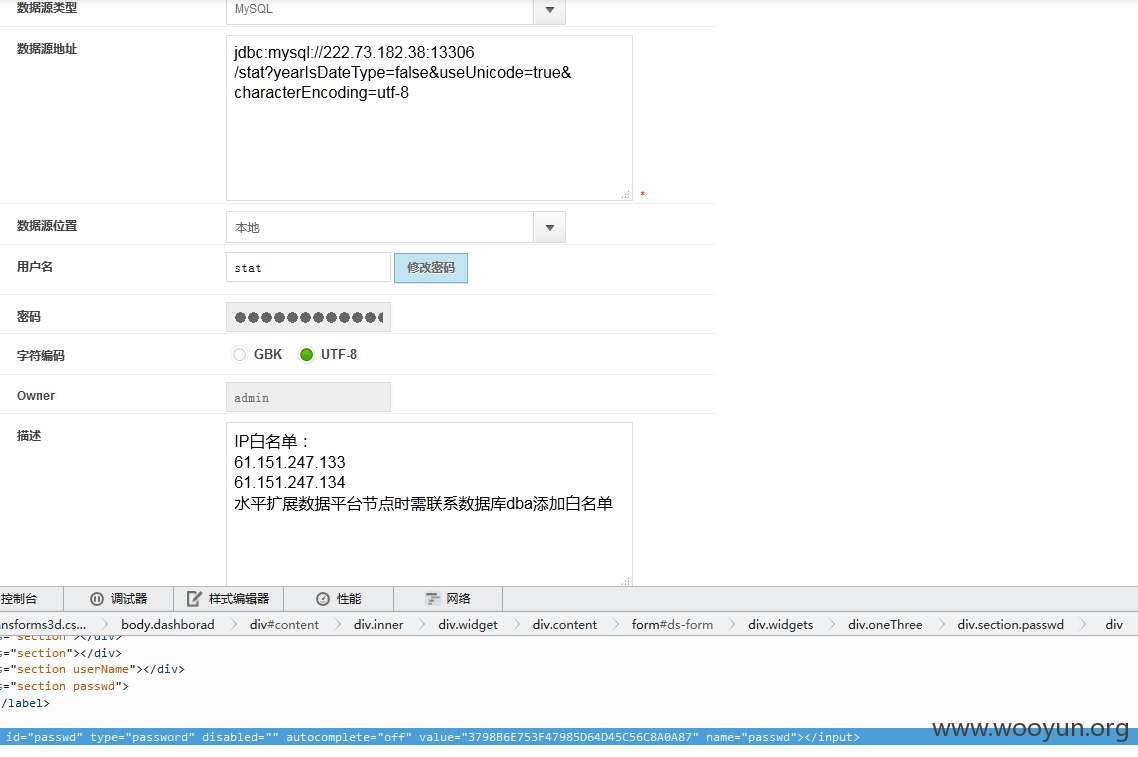 数据源类型
MySQL
数据源地址
jdbc:mysql://222.73.182.38:13306
/stat?yearIsDateType=false&useUnicode=true&
characterEncoding=utf-8
*
数据源位置
本地
用户名
stat
修改密码
密码
字符编码
GBK
UTF-8
Owner
admin
描述
IP白名单：
61.151.247.133
61.151.247.134
水平扩展数据平台节点时需联系数据库dba添加白名单
控制台
调试器
样式编辑器
性能
网络
nsforms3d.cs...
body.dashborad
div#content
div.inner
div.widget
div.content
form#ds-form
div.widgets
div.oneThree
div.section.passwd
div
s="section"></div>
s="section"></div>
s="section userName"></div>
s="section passwd">
/label>
id="passwd" type="password" disabled="" autocomplete="off" value="3798B6E753F47985D64D45C56C8A0A87" name="passwd"></input>
www.wooyun.org